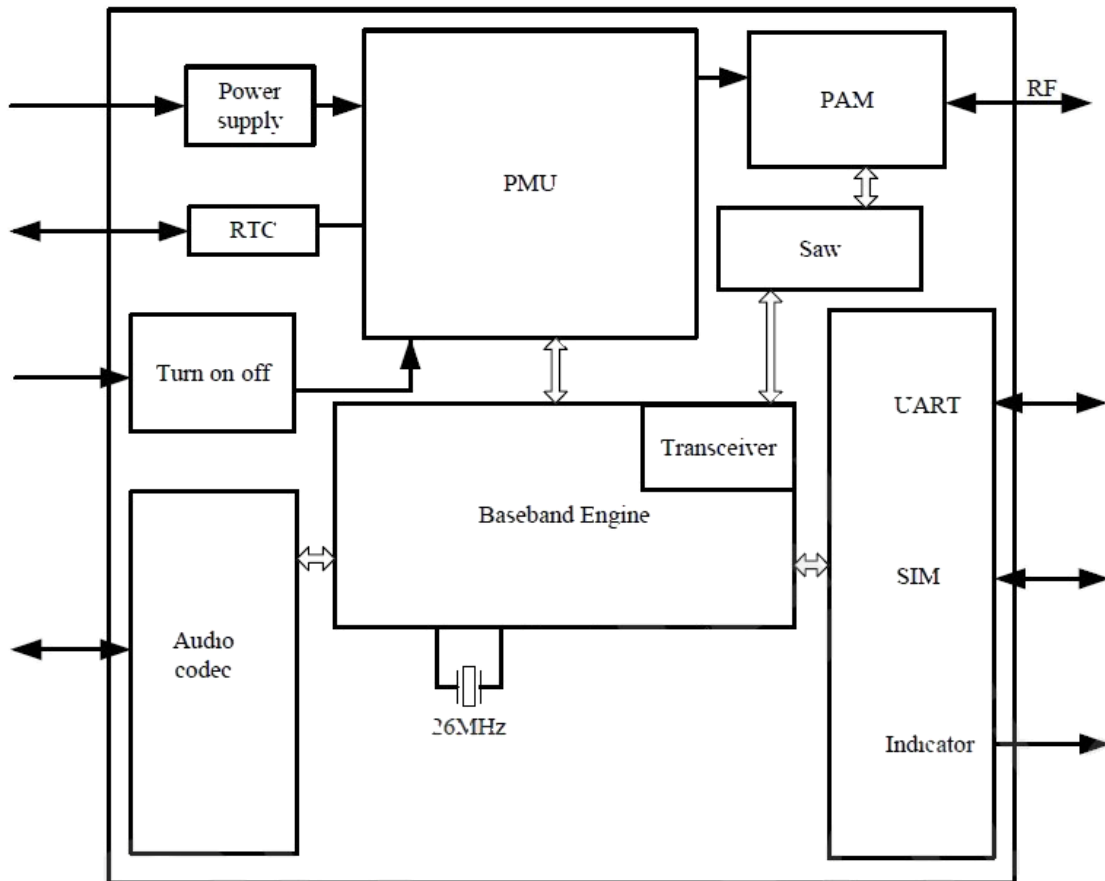 Power
supply
PMU
PAM
RF
RTC
Saw
Turn on off
UART
Transceiver
Baseband Engine
SIM
Audio
codec
26MHz
Indicator